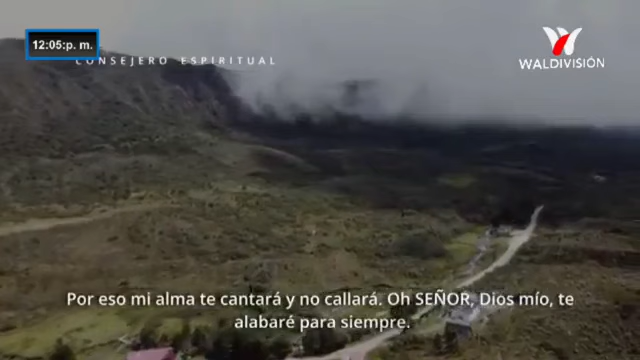 12:05:p. m.
CONSEJERO ESPIRITUAL
WALDIVISIÓN
Por eso mi alma te cantará y no callará. Oh SEÑOR, Dios mío, te
alabaré para siempre.